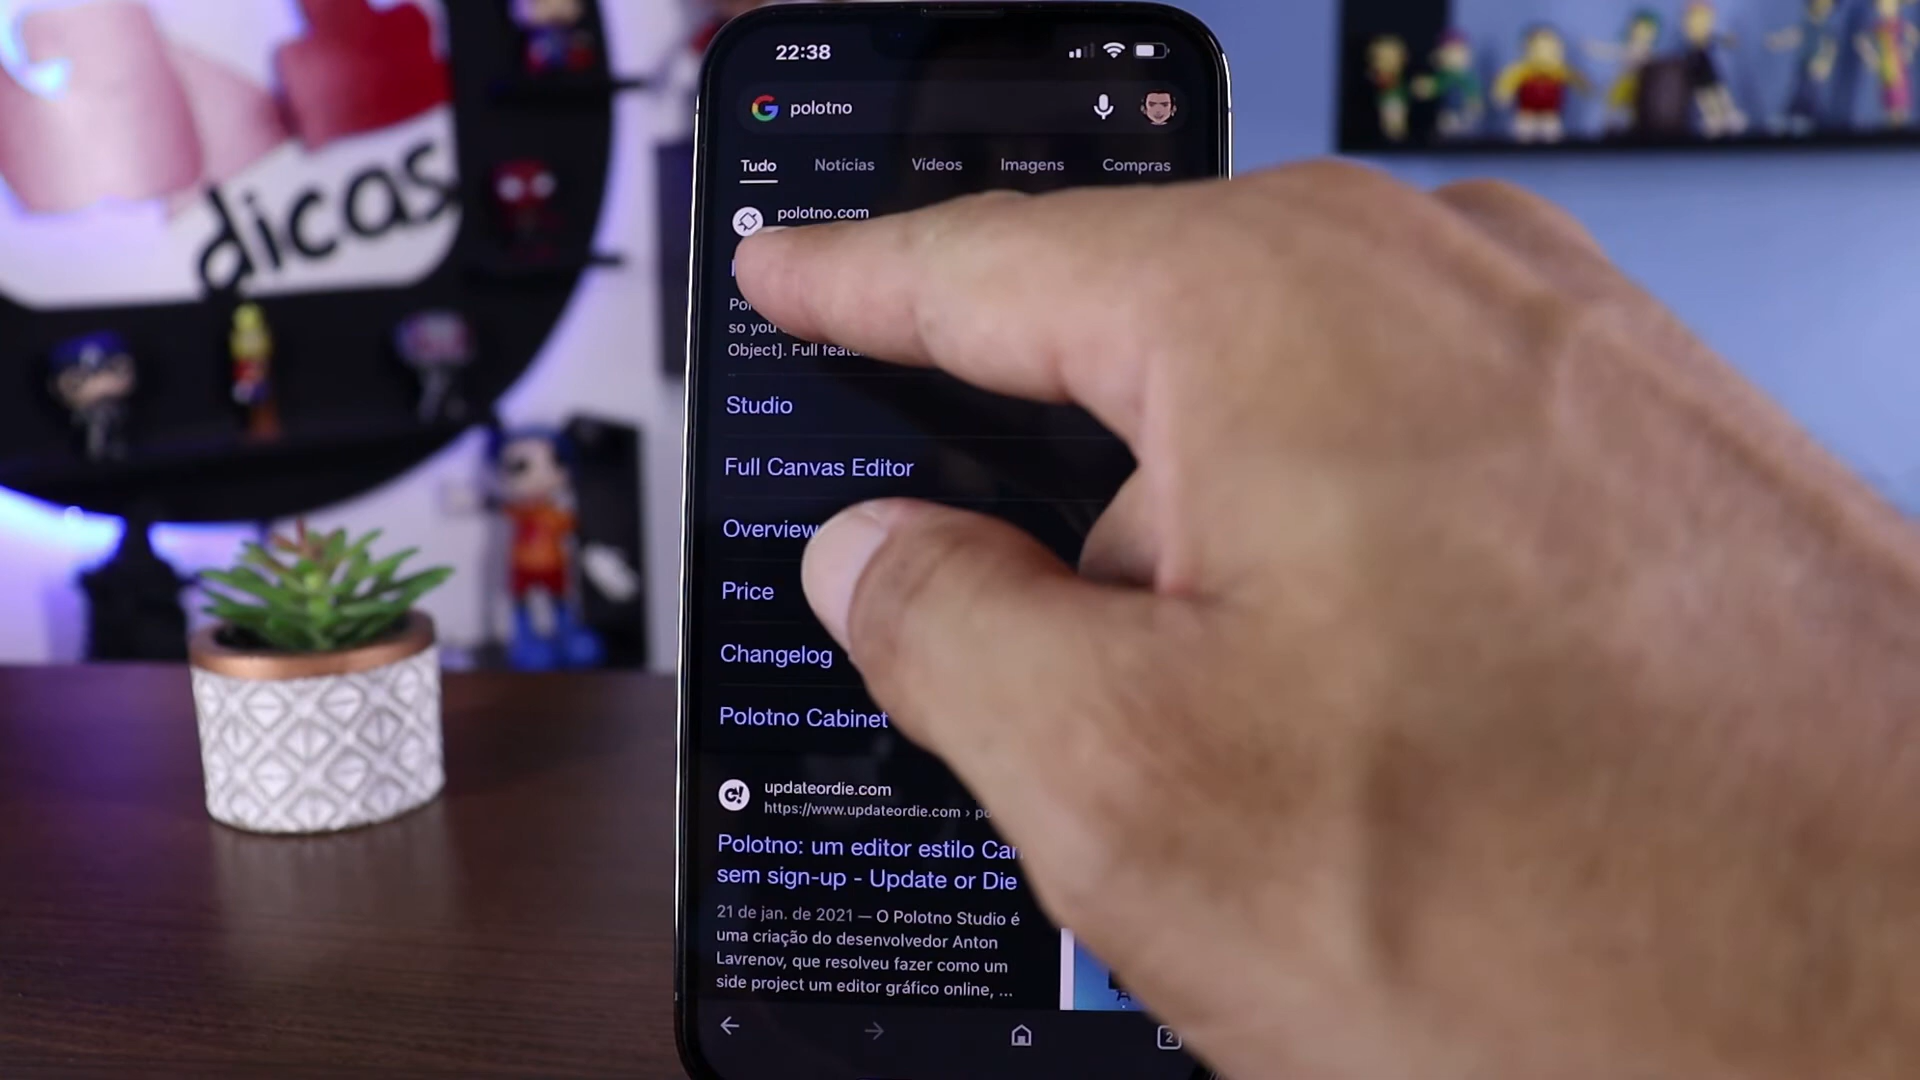 dicas
22:38
polotno
Tudo Notícias Vídeos Imagens Compras
polotno.com
so you
Object]. Full
Studio
Full Canvas Editor
Overview
Price
Changelog
Polotno Cabinet
updateordie.com
https://www.updateordie.com ›
Polotno: um editor estilo
sem sign-up - Update or Die
21 de jan. de 2021 — O Polotno Studio é
uma criação do desenvolvedor Anton
Lavrenov, que resolveu fazer como um
side project um editor gráfico online, ...
2